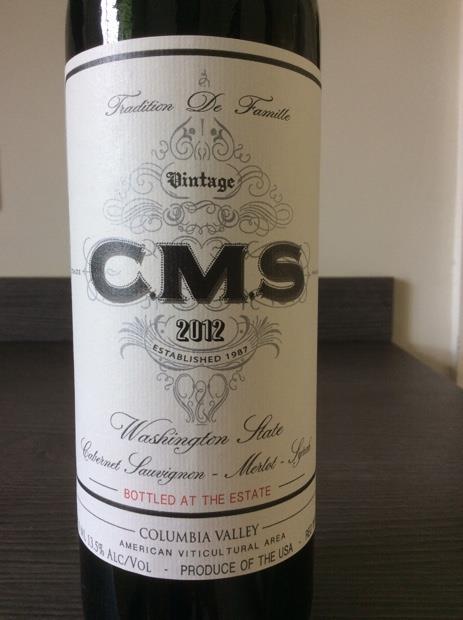 Tradition De Famille
Vintage
C.M.S
2012
ESTABLISHED 1987
Washington State
Cabernet Sauvignon - Merlot - Syrah
BOTTLED AT THE ESTATE
COLUMBIA VALLEY
AMERICAN VITICULTURAL AREA
13.5% ALC/VOL - PRODUCE OF THE USA -